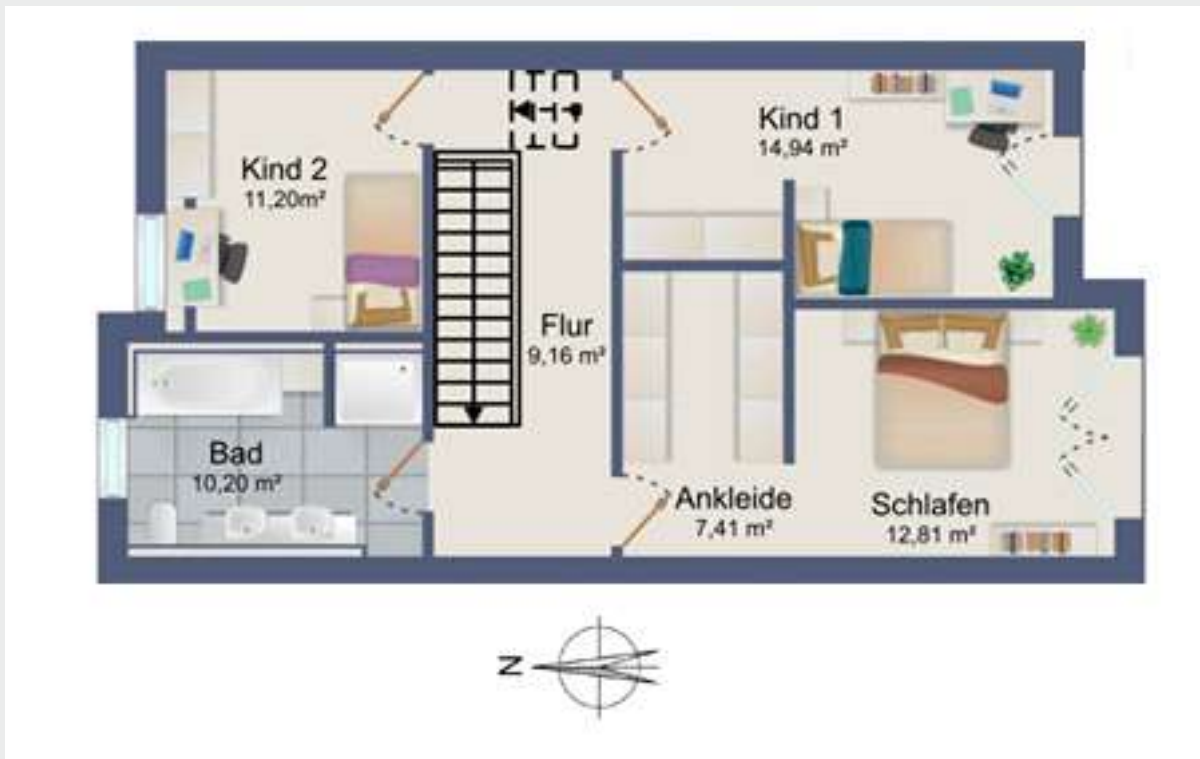 Kind 1
14,94 m²
Kind 2
11,20m²
Flur
9,16 m²
Bad
10,20 m²
Ankleide
7,41 m²
Schlafen
12,81 m²
N